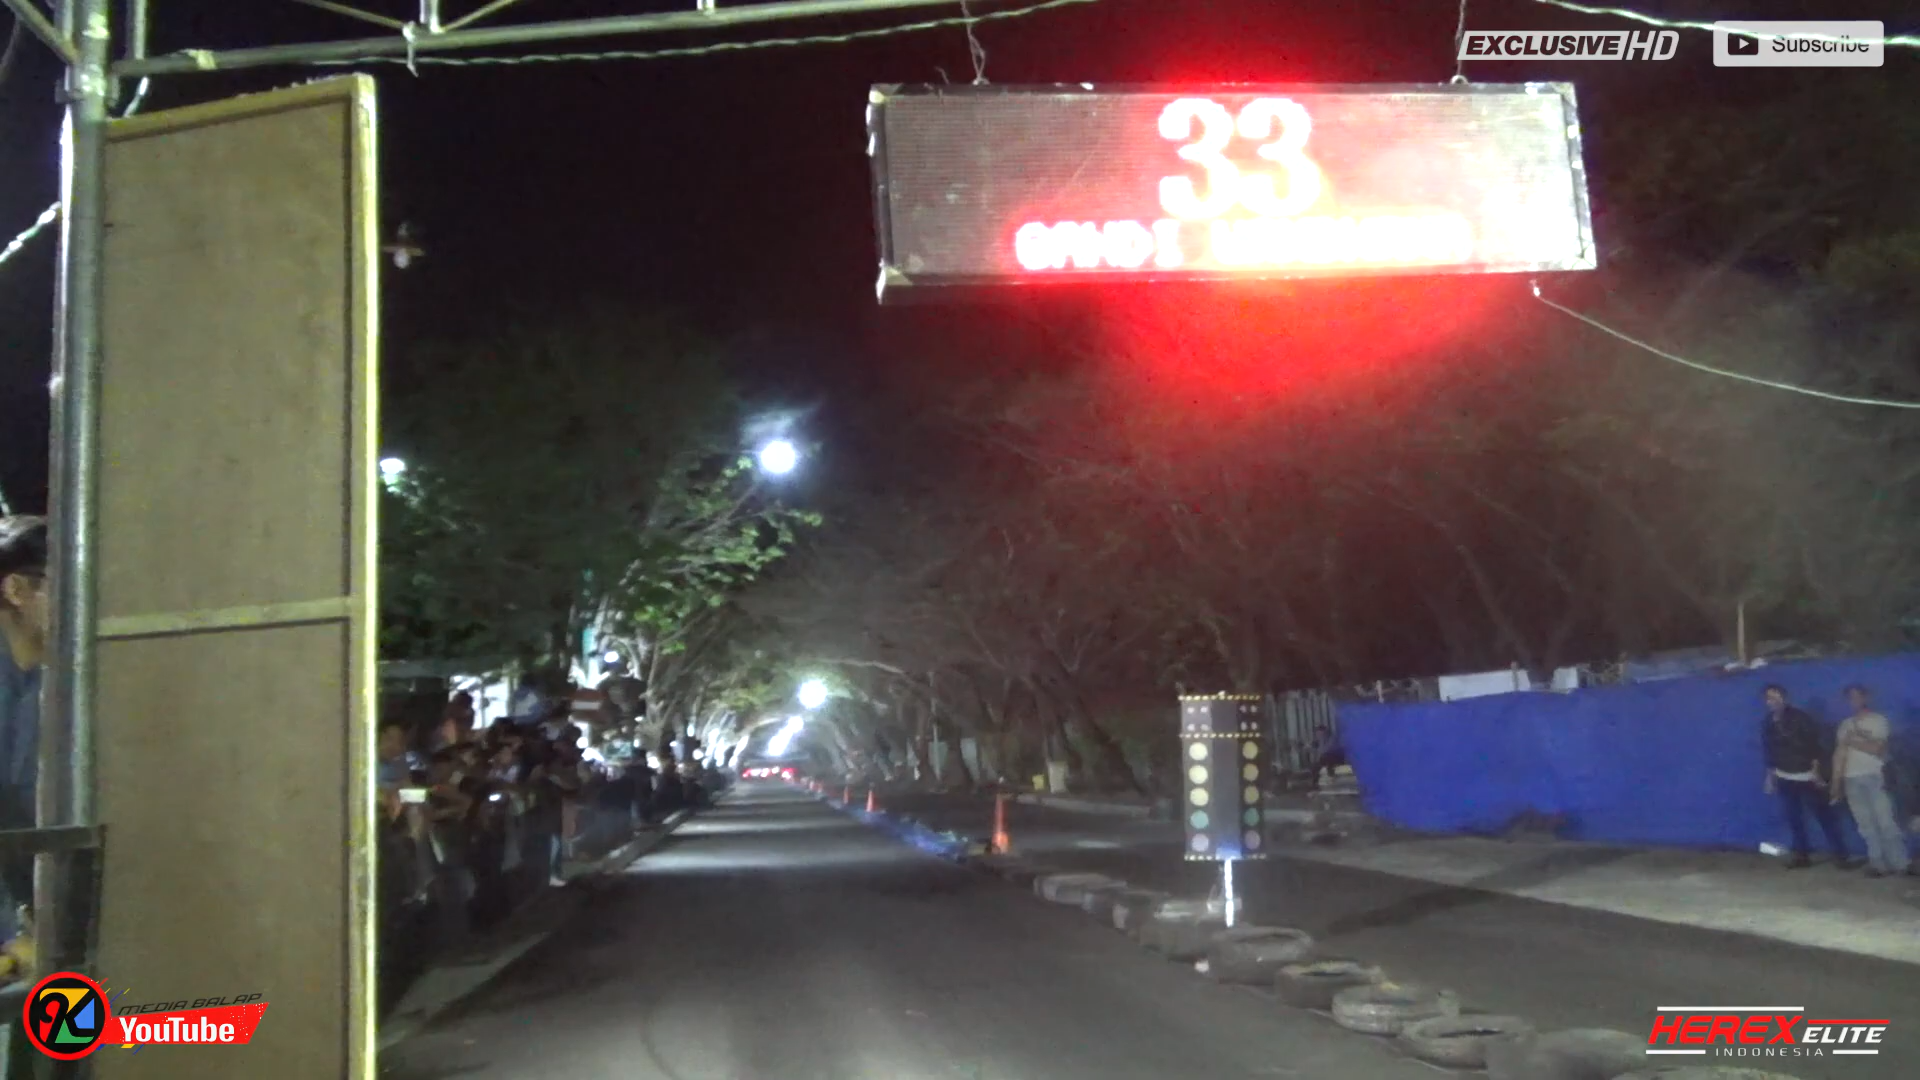 EXCLUSIVE HD
Subscribe
33
MEDIA BALAP
YouTube
HEREX ELITE
INDONESIA